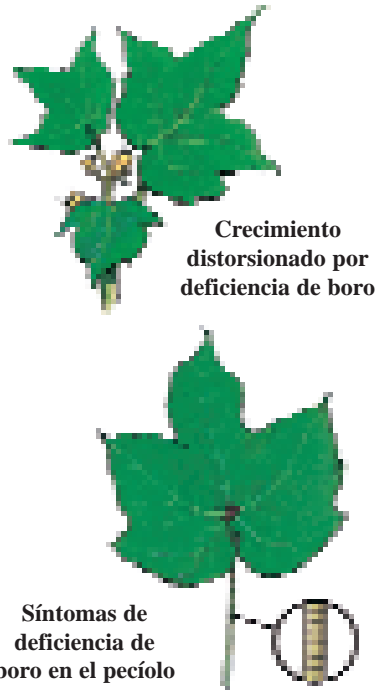 Crecimiento
distorsionado por
deficiencia de boro
Síntomas de
deficiencia de
boro en el pecíolo